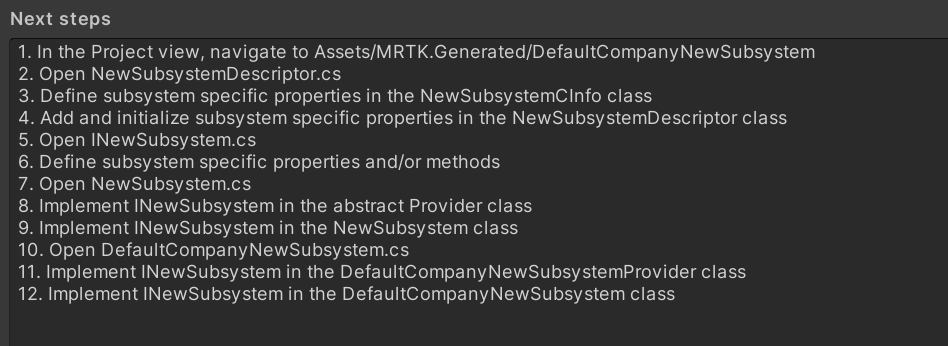 Next steps
1. In the Project view, navigate to Assets/MRTK.Generated/DefaultCompanyNewSubsystem
2. Open NewSubsystemDescriptor.cs
3. Define subsystem specific properties in the NewSubsystemCInfo class
4. Add and initialize subsystem specific properties in the NewSubsystemDescriptor class
5. Open INewSubsystem.cs
6. Define subsystem specific properties and/or methods
7. Open NewSubsystem.cs
8. Implement INewSubsystem in the abstract Provider class
9. Implement INewSubsystem in the NewSubsystem class
10. Open DefaultCompanyNewSubsystem.cs
11. Implement INewSubsystem in the DefaultCompanyNewSubsystemProvider class
12. Implement INewSubsystem in the DefaultCompanyNewSubsystem class